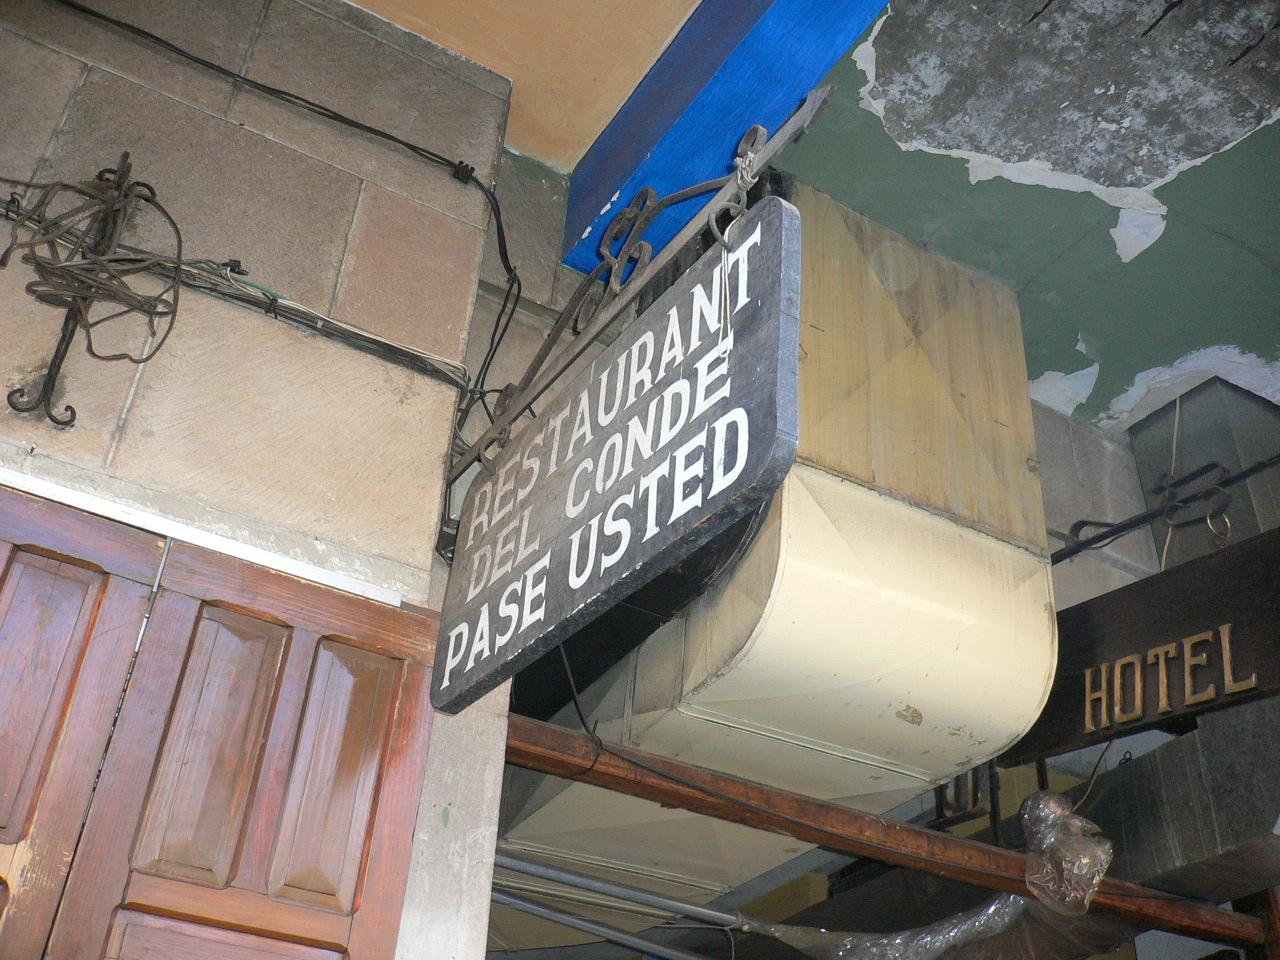 RESTAURANT
DEL CONDE
PASE USTED
HOTEL